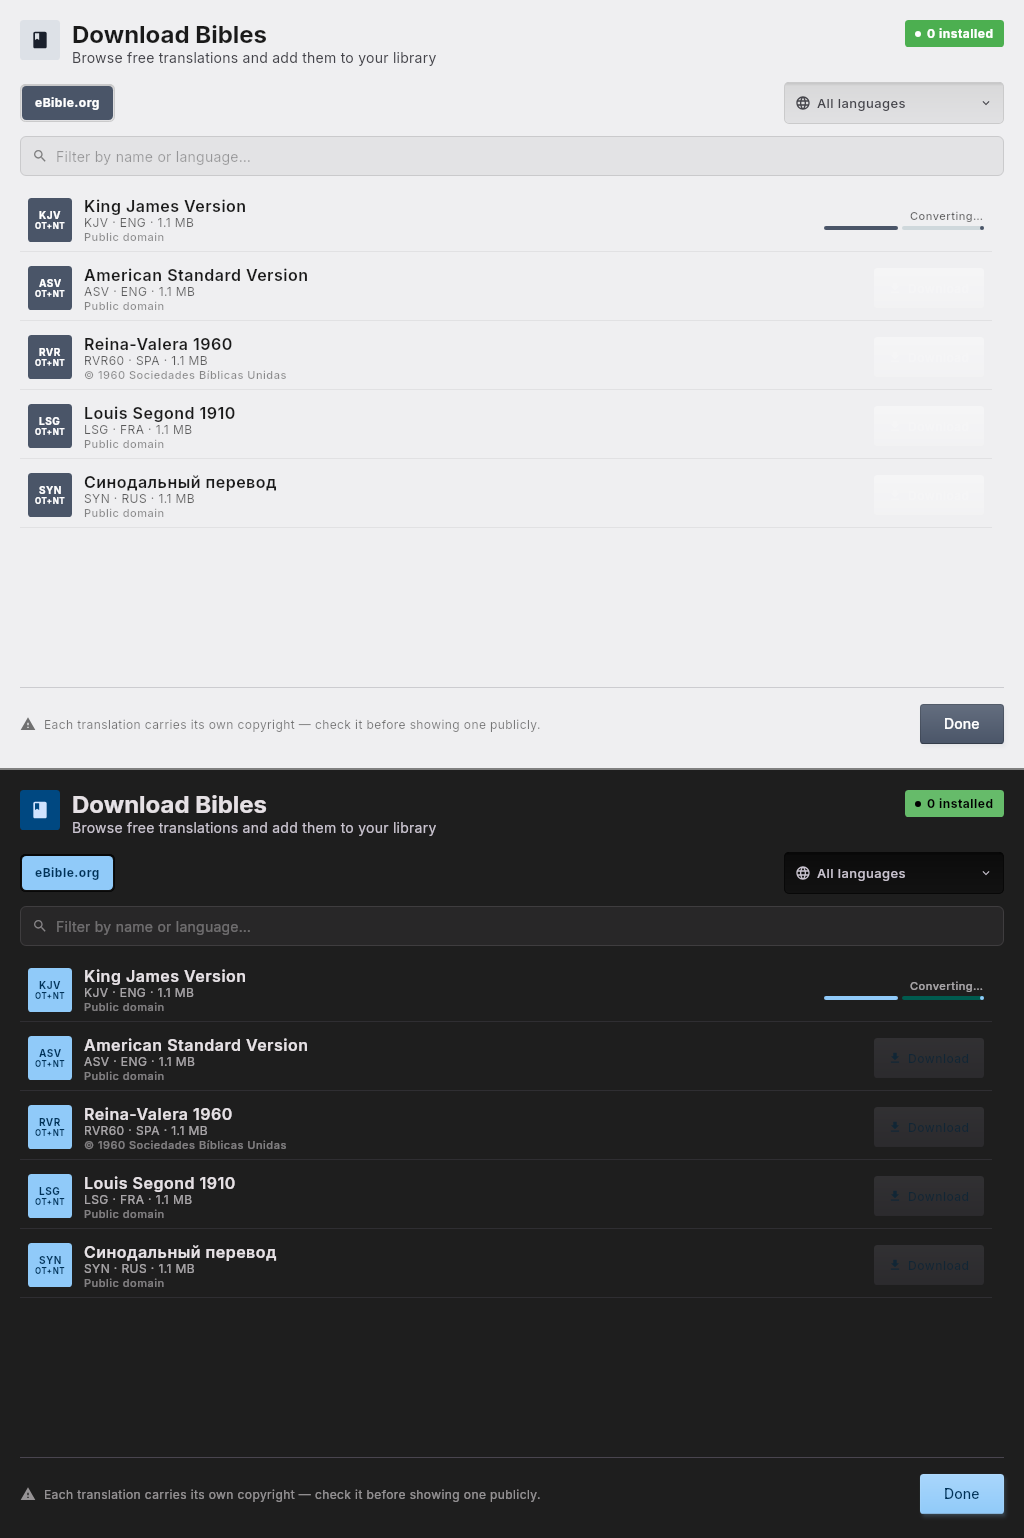 Download Bibles
Browse free translations and add them to your library
0 installed
eBible.org
All languages
Filter by name or language...
KJV
OT+NT
King James Version
KJV · ENG · 1.1 MB
Public domain
Converting...
ASV
OT+NT
American Standard Version
ASV · ENG · 1.1 MB
Public domain
RVR
OT+NT
Reina-Valera 1960
RVR60 · SPA · 1.1 MB
© 1960 Sociedades Bíblicas Unidas
LSG
OT+NT
Louis Segond 1910
LSG · FRA · 1.1 MB
Public domain
SYN
OT+NT
Синодальный перевод
SYN · RUS · 1.1 MB
Public domain
Each translation carries its own copyright — check it before showing one publicly.
Done
Download Bibles
Browse free translations and add them to your library
0 installed
eBible.org
All languages
Filter by name or language...
KJV
OT+NT
King James Version
KJV · ENG · 1.1 MB
Public domain
Converting...
ASV
OT+NT
American Standard Version
ASV · ENG · 1.1 MB
Public domain
Download
RVR
OT+NT
Reina-Valera 1960
RVR60 · SPA · 1.1 MB
© 1960 Sociedades Bíblicas Unidas
Download
LSG
OT+NT
Louis Segond 1910
LSG · FRA · 1.1 MB
Public domain
Download
SYN
OT+NT
Синодальный перевод
SYN · RUS · 1.1 MB
Public domain
Download
Each translation carries its own copyright — check it before showing one publicly.
Done